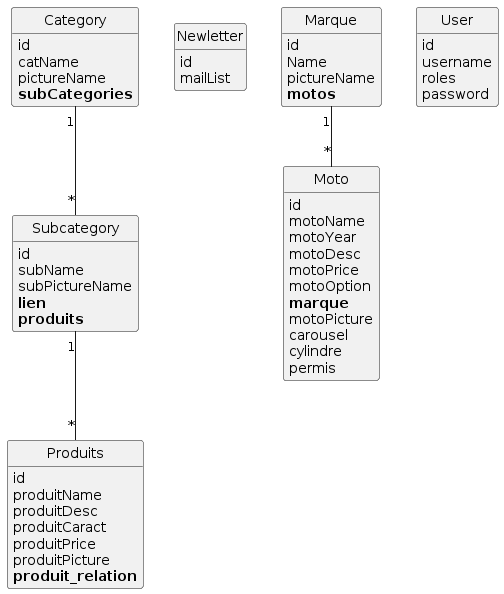 Category
id
catName
pictureName
subCategories
Newletter
id
mailList
Marque
id
Name
pictureName
motos
User
id
username
roles
password
1
*
1
*
Subcategory
id
subName
subPictureName
lien
produits
Moto
id
motoName
motoYear
motoDesc
motoPrice
motoOption
marque
motoPicture
carousel
cylindre
permis
1
*
Produits
id
produitName
produitDesc
produitCaract
produitPrice
produitPicture
produit_relation